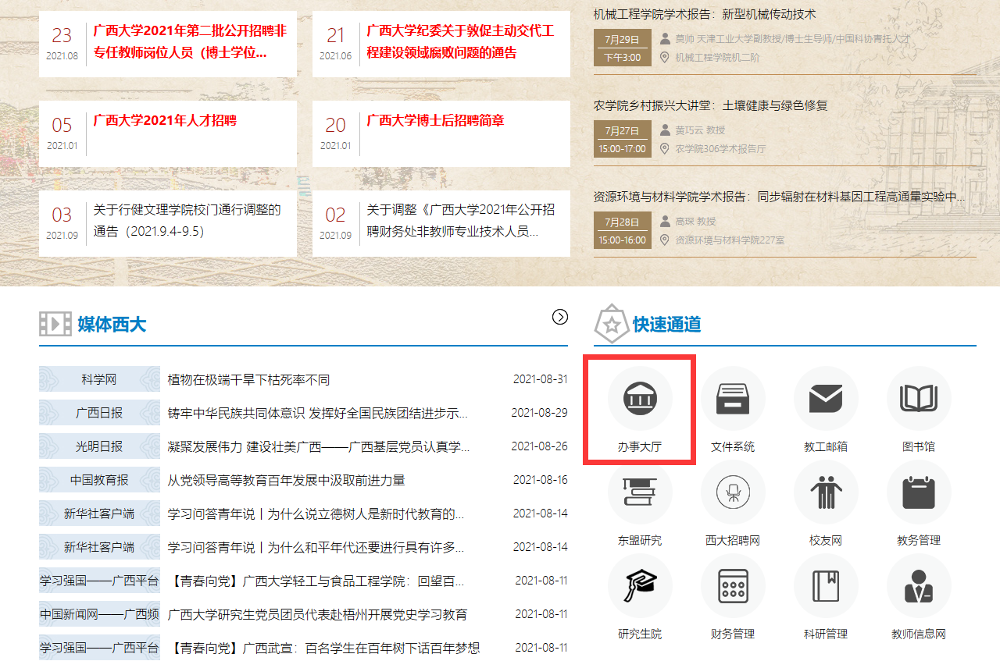 23
2021.08
广西大学2021年第二批公开招聘非
专任教师岗位人员（博士学位...
21
2021.06
广西大学纪委关于敦促主动交代工
程建设领域腐败问题的通告
05
2021.01
广西大学2021年人才招聘
20
2021.01
广西大学博士后招聘简章
03
2021.09
关于行健文理学院校门通行调整的
通告（2021.9.4-9.5）
02
2021.09
关于调整《广西大学2021年公开招
聘财务处非教师专业技术人员...
机械工程学院学术报告：新型机械传动技术
7月29日
下午3:00
莫帅 天津工业大学副教授/博士生导师/中国科协青托人才
机械工程学院机二阶
农学院乡村振兴大讲堂：土壤健康与绿色修复
7月27日
15:00-17:00
黄巧云 教授
农学院306学术报告厅
资源环境与材料学院学术报告：同步辐射在材料基因工程高通量实验中...
7月28日
15:00-16:00
高琛 教授
资源环境与材料学院227室
媒体西大
科学网 植物在极端干旱下枯死率不同 2021-08-31
广西日报 铸牢中华民族共同体意识 发挥好全国民族团结进步示... 2021-08-29
光明日报 凝聚发展伟力 建设壮美广西——广西基层党员认真学... 2021-08-26
中国教育报 从党领导高等教育百年发展中汲取前进力量 2021-08-16
新华社客户端 学习问答青年说丨为什么说立德树人是新时代教育的... 2021-08-14
新华社客户端 学习问答青年说丨为什么和平年代还要进行具有许多... 2021-08-14
学习强国——广西平台 【青春向党】广西大学轻工与食品工程学院：回望百... 2021-08-11
中国新闻网——广西频 广西大学研究生党员团员代表赴梧州开展党史学习教育 2021-08-11
学习强国——广西平台 【青春向党】广西武宣：百名学生在百年树下话百年梦想 2021-08-11
快速通道
办事大厅 文件系统 教工邮箱 图书馆
东盟研究 西大招聘网 校友网 教务管理
研究生院 财务管理 科研管理 教师信息网